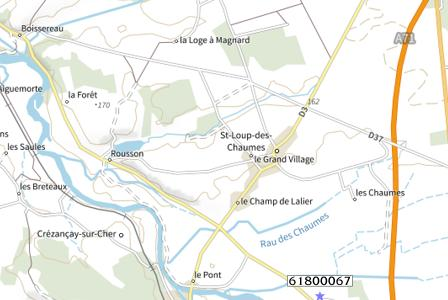 Boissereau
la Loge à Magnard
A71
Aiguemorte
la Forêt
170
D3
162
D37
St-Loup-des-
Chaumes
les Saules
Rousson
le Grand Village
les Breteaux
les Chaumes
le Champ de Lalier
Rau des Chaumes
Crézançay-sur-Cher
le Pont
61800067